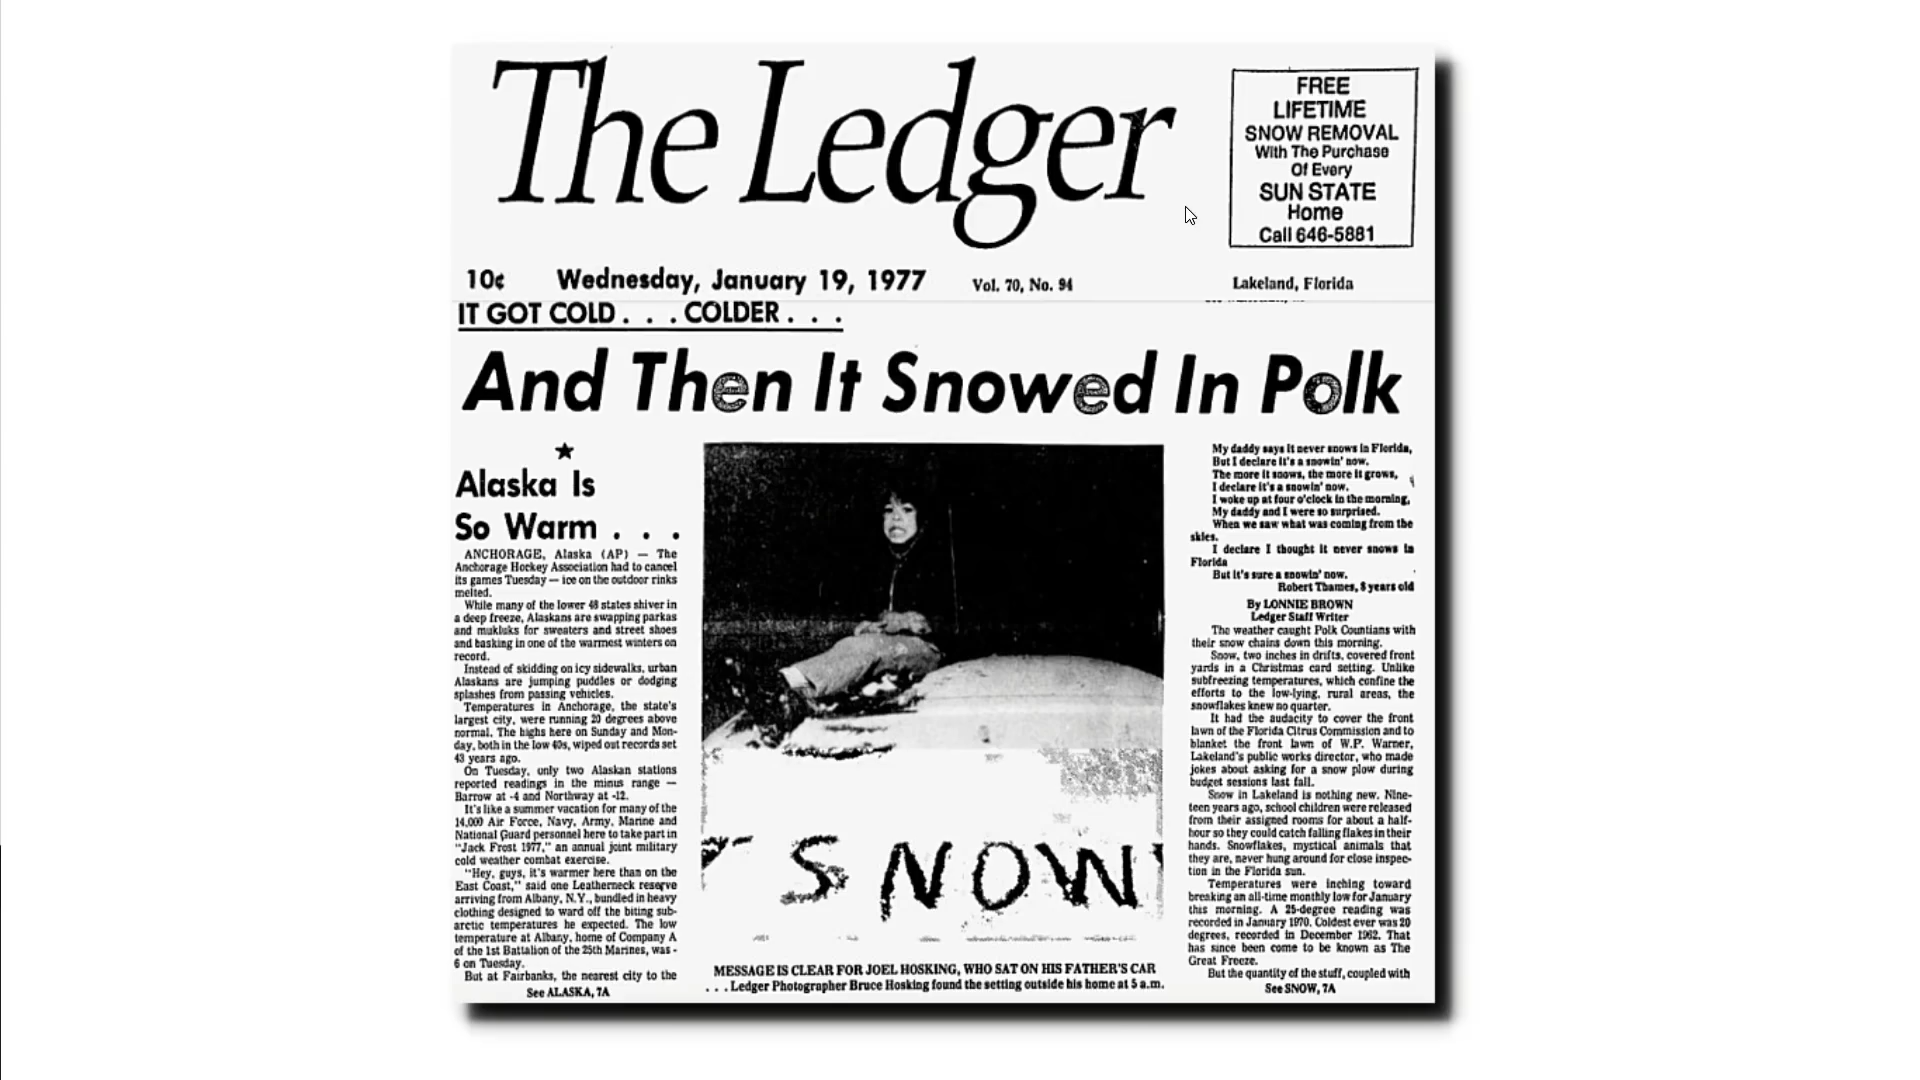 The Ledger
FREE
LIFETIME
SNOW REMOVAL
With The Purchase
Of Every
SUN STATE
Home
Call 646-5881
10¢ Wednesday, January 19, 1977 Vol. 70, No. 94 Lakeland, Florida
IT GOT COLD . . . COLDER . . .
And Then It Snowed In Polk
★
Alaska Is
So Warm . . .
ANCHORAGE, Alaska (AP) — The
Anchorage Hockey Association had to cancel
its games Tuesday — ice on the outdoor rinks
melted.
While many of the lower 48 states shiver in
a deep freeze, Alaskans are swapping parkas
and mukluks for sweaters and street shoes
and basking in one of the warmest winters on
record.
Instead of skidding on icy sidewalks, urban
Alaskans are jumping puddles or dodging
splashes from passing vehicles.
Temperatures in Anchorage, the state's
largest city, were running 20 degrees above
normal. The highs here on Sunday and Mon-
day, both in the low 40s, wiped out records set
43 years ago.
On Tuesday, only two Alaskan stations
reported readings in the minus range —
Barrow at -4 and Northway at -12.
It's like a summer vacation for many of the
14,000 Air Force, Navy, Army, Marine and
National Guard personnel here to take part in
"Jack Frost 1977," an annual joint military
cold weather combat exercise.
"Hey, guys, it's warmer here than on the
East Coast," said one Leatherneck reserve
arriving from Albany, N.Y., bundled in heavy
clothing designed to ward off the biting sub-
arctic temperatures he expected. The low
temperature at Albany, home of Company A
of the 1st Battalion of the 25th Marines, was -
6 on Tuesday.
But at Fairbanks, the nearest city to the
See ALASKA, 7A
SNOW
MESSAGE IS CLEAR FOR JOEL HOSKING, WHO SAT ON HIS FATHER'S CAR
. . . Ledger Photographer Bruce Hosking found the setting outside his home at 5 a.m.
My daddy says it never snows in Florida,
But I declare it's a snowin' now.
The more it snows, the more it grows,
I declare it's a snowin' now.
I woke up at four o'clock in the morning,
My daddy and I were so surprised.
When we saw what was coming from the
skies.
I declare I thought it never snows in
Florida
But it's sure a snowin' now.
Robert Thames, 8 years old
By LONNIE BROWN
Ledger Staff Writer
The weather caught Polk Countians with
their snow chains down this morning.
Snow, two inches in drifts, covered front
yards in a Christmas card setting. Unlike
subfreezing temperatures, which confine the
efforts to the low-lying, rural areas, the
snowflakes knew no quarter.
It had the audacity to cover the front
lawn of the Florida Citrus Commission and to
blanket the front lawn of W.P. Warner,
Lakeland's public works director, who made
jokes about asking for a snow plow during
budget sessions last fall.
Snow in Lakeland is nothing new. Nine-
teen years ago, school children were released
from their assigned rooms for about a half-
hour so they could catch falling flakes in their
hands. Snowflakes, mystical animals that
they are, never hung around for close inspec-
tion in the Florida sun.
Temperatures were inching toward
breaking an all-time monthly low for January
this morning. A 25-degree reading was
recorded in January 1970. Coldest ever was 20
degrees, recorded in December 1962. That
has since been come to be known as The
Great Freeze.
But the quantity of the stuff, coupled with
See SNOW, 7A